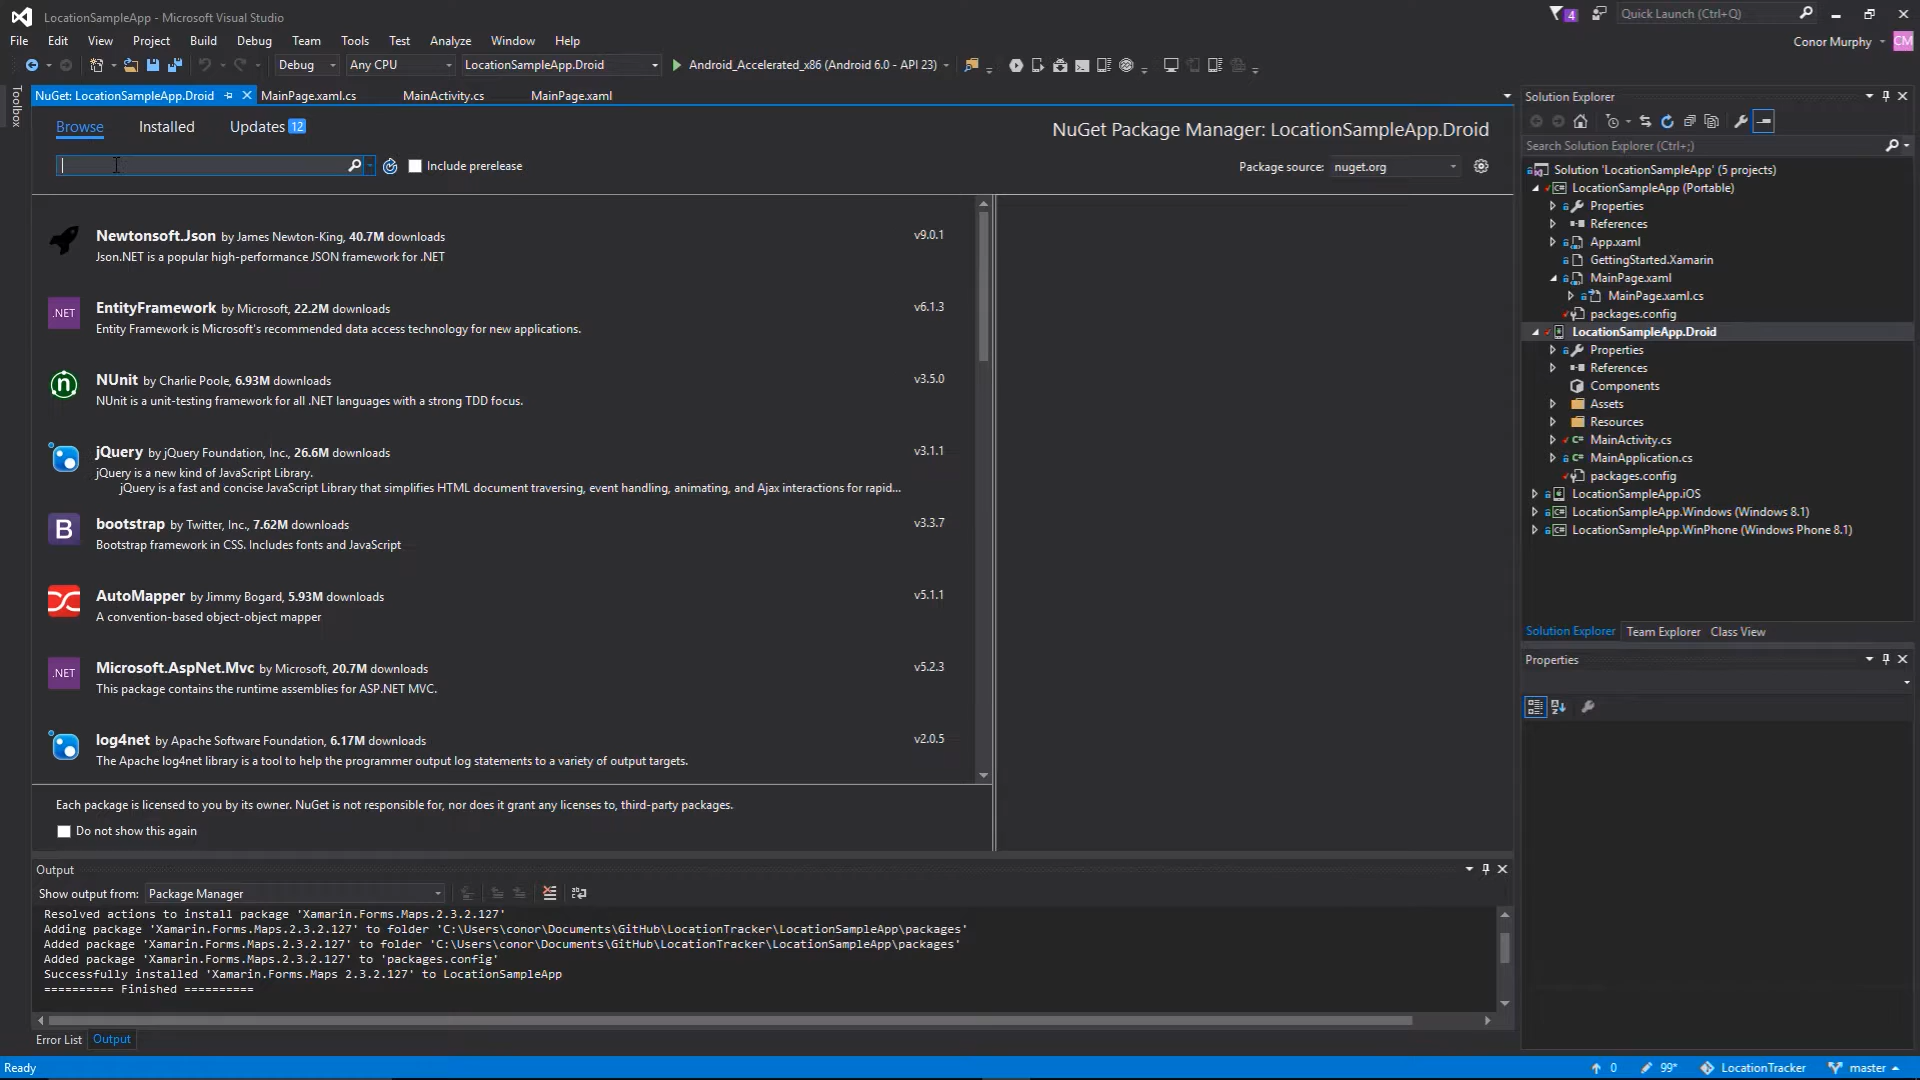 LocationSampleApp - Microsoft Visual Studio
4
Quick Launch (Ctrl+Q)
File Edit View Project Build Debug Team Tools Test Analyze Window Help
Conor Murphy CM
Debug Any CPU LocationSampleApp.Droid Android_Accelerated_x86 (Android 6.0 - API 23)
Toolbox
NuGet: LocationSampleApp.Droid MainPage.xaml.cs MainActivity.cs MainPage.xaml
Browse Installed Updates 12
NuGet Package Manager: LocationSampleApp.Droid
Include prerelease
Package source: nuget.org
Newtonsoft.Json by James Newton-King, 40.7M downloads v9.0.1
Json.NET is a popular high-performance JSON framework for .NET
.NET
EntityFramework by Microsoft, 22.2M downloads v6.1.3
Entity Framework is Microsoft's recommended data access technology for new applications.
n
NUnit by Charlie Poole, 6.93M downloads v3.5.0
NUnit is a unit-testing framework for all .NET languages with a strong TDD focus.
jQuery by jQuery Foundation, Inc., 26.6M downloads v3.1.1
jQuery is a new kind of JavaScript Library.
jQuery is a fast and concise JavaScript Library that simplifies HTML document traversing, event handling, animating, and Ajax interactions for rapid...
B
bootstrap by Twitter, Inc., 7.62M downloads v3.3.7
Bootstrap framework in CSS. Includes fonts and JavaScript
AutoMapper by Jimmy Bogard, 5.93M downloads v5.1.1
A convention-based object-object mapper
.NET
Microsoft.AspNet.Mvc by Microsoft, 20.7M downloads v5.2.3
This package contains the runtime assemblies for ASP.NET MVC.
log4net by Apache Software Foundation, 6.17M downloads v2.0.5
The Apache log4net library is a tool to help the programmer output log statements to a variety of output targets.
Each package is licensed to you by its owner. NuGet is not responsible for, nor does it grant any licenses to, third-party packages.
Do not show this again
Output
Show output from: Package Manager
Resolved actions to install package 'Xamarin.Forms.Maps.2.3.2.127'
Adding package 'Xamarin.Forms.Maps.2.3.2.127' to folder 'C:\Users\conor\Documents\GitHub\LocationTracker\LocationSampleApp\packages'
Added package 'Xamarin.Forms.Maps.2.3.2.127' to folder 'C:\Users\conor\Documents\GitHub\LocationTracker\LocationSampleApp\packages'
Added package 'Xamarin.Forms.Maps.2.3.2.127' to 'packages.config'
Successfully installed 'Xamarin.Forms.Maps 2.3.2.127' to LocationSampleApp
========== Finished ==========
Error List Output
Solution Explorer
Search Solution Explorer (Ctrl+;)
Solution 'LocationSampleApp' (5 projects)
LocationSampleApp (Portable)
Properties
References
App.xaml
GettingStarted.Xamarin
MainPage.xaml
MainPage.xaml.cs
packages.config
LocationSampleApp.Droid
Properties
References
Components
Assets
Resources
MainActivity.cs
MainApplication.cs
packages.config
LocationSampleApp.iOS
LocationSampleApp.Windows (Windows 8.1)
LocationSampleApp.WinPhone (Windows Phone 8.1)
Solution Explorer Team Explorer Class View
Properties
Ready
0 99* LocationTracker master